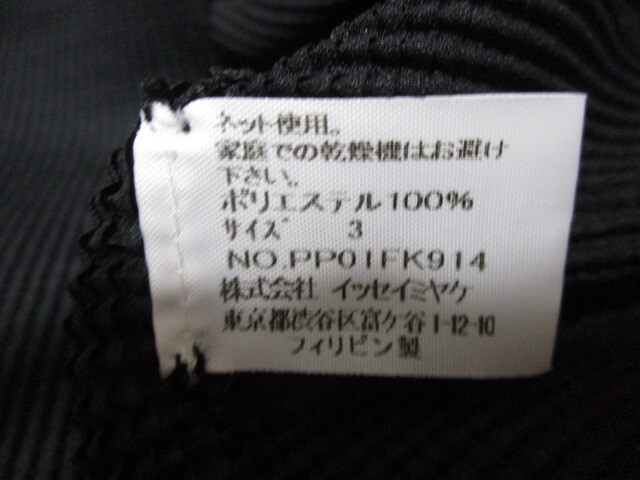 ネット使用。
家庭での乾燥機はお避け
下さい。
ポリエステル100%
サイズ 3
NO.PP01FK914
株式会社 イッセイミヤケ
東京都渋谷区富ケ谷1-12-10
フィリピン製